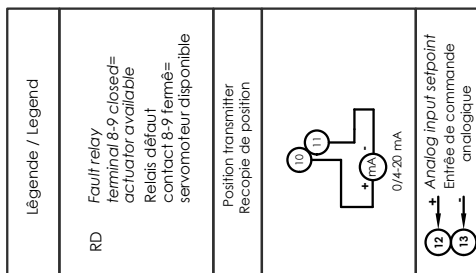 Légende / Legend
RD
Fault relay
terminal 8-9 closed=
actuator available
Relais défaut
contact 8-9 fermê=
servomoteur disponible
Position transmitter
Recopie de position
10
11
+ mA -
0/4-20 mA
12 + Analog input setpoint
Entrée de commande
13 - analogique